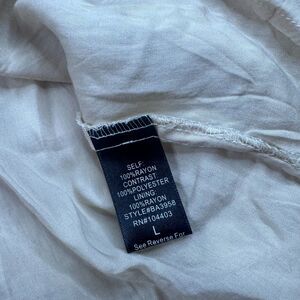 SELF:
100%RAYON
CONTRAST:
100%POLYESTER
LINING:
100%RAYON
STYLE#BA3958
RN#104403
L
See Reverse For